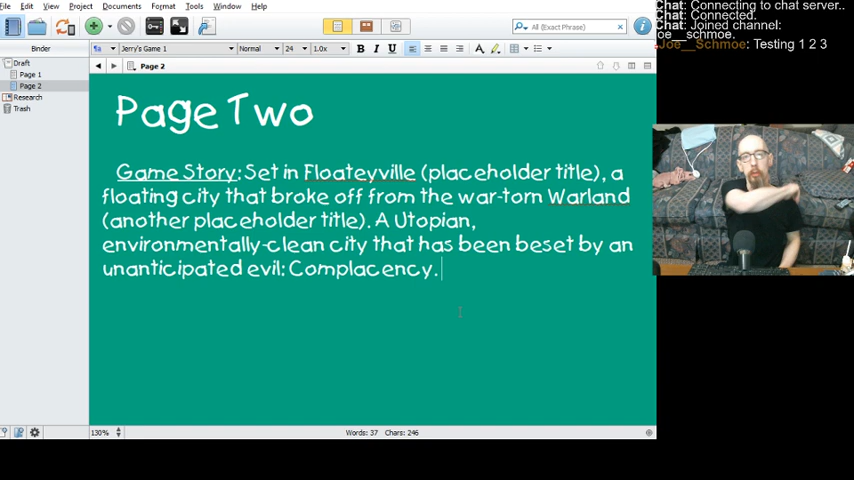 File Edit View Project Documents Format Tools Window Help
All (Exact Phrase)
Binder
Jerry's Game 1 Normal 24 1.0x B I U
Draft
Page 1
Page 2
Research
Trash
Page 2
Page Two
Game Story: Set in Floateyville (placeholder title), a
floating city that broke off from the war-torn Warland
(another placeholder title). A Utopian,
environmentally-clean city that has been beset by an
unanticipated evil: Complacency.
130%
Words: 37 Chars: 246
Chat: Connecting to chat server..
Chat: Connected.
Chat: Joined channel:
joe__schmoe.
Joe__Schmoe: Testing 1 2 3